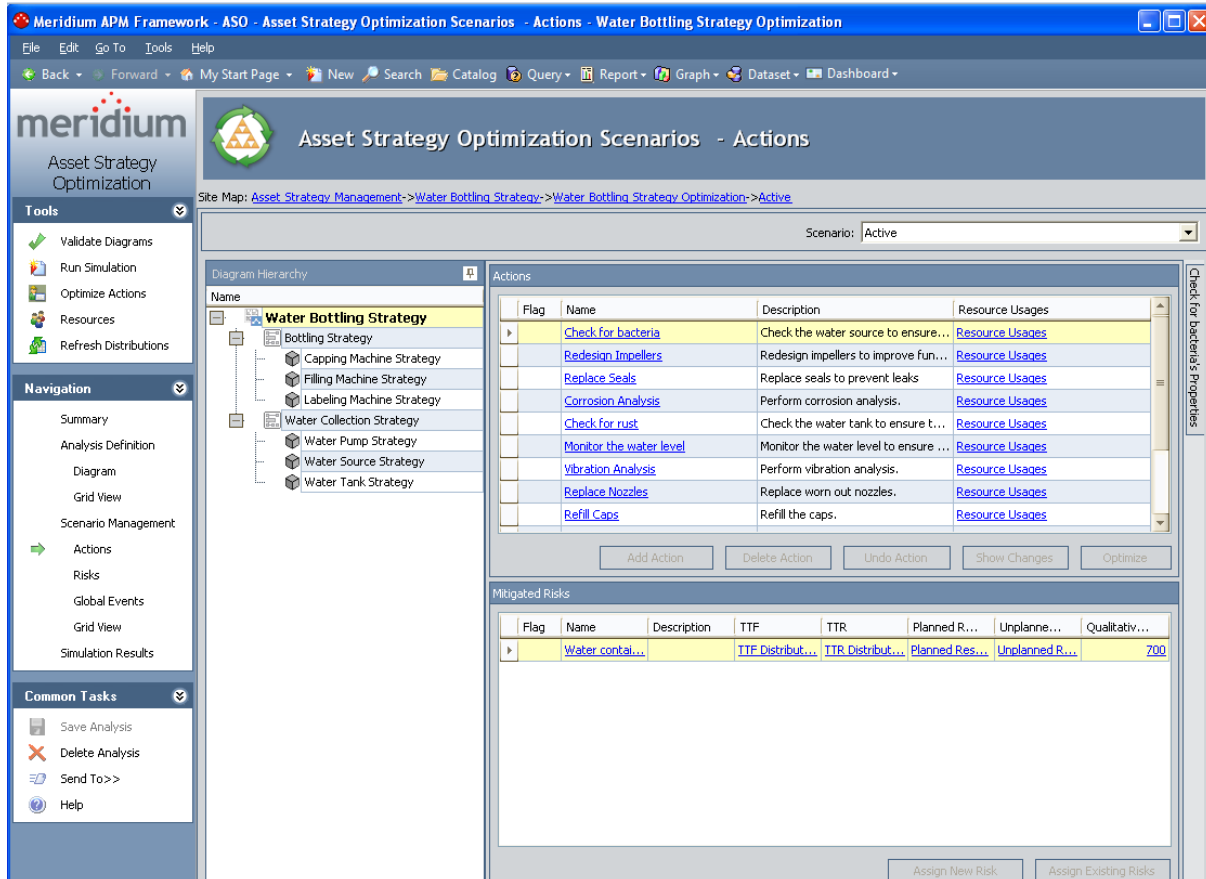 Meridium APM Framework - ASO - Asset Strategy Optimization Scenarios - Actions - Water Bottling Strategy Optimization
File Edit Go To Tools Help
Back Forward My Start Page New Search Catalog Query Report Graph Dataset Dashboard
meridium
Asset Strategy
Optimization
Tools
Validate Diagrams
Run Simulation
Optimize Actions
Resources
Refresh Distributions
Navigation
Summary
Analysis Definition
Diagram
Grid View
Scenario Management
Actions
Risks
Global Events
Grid View
Simulation Results
Common Tasks
Save Analysis
Delete Analysis
Send To>>
Help
Asset Strategy Optimization Scenarios - Actions
Site Map: Asset Strategy Management->Water Bottling Strategy->Water Bottling Strategy Optimization->Active
Scenario: Active
Diagram Hierarchy
Name
Water Bottling Strategy
Bottling Strategy
Capping Machine Strategy
Filling Machine Strategy
Labeling Machine Strategy
Water Collection Strategy
Water Pump Strategy
Water Source Strategy
Water Tank Strategy
Actions
Flag Name Description Resource Usages
Check for bacteria Check the water source to ensure... Resource Usages
Redesign Impellers Redesign impellers to improve fun... Resource Usages
Replace Seals Replace seals to prevent leaks Resource Usages
Corrosion Analysis Perform corrosion analysis. Resource Usages
Check for rust Check the water tank to ensure t... Resource Usages
Monitor the water level Monitor the water level to ensure ... Resource Usages
Vibration Analysis Perform vibration analysis. Resource Usages
Replace Nozzles Replace worn out nozzles. Resource Usages
Refill Caps Refill the caps. Resource Usages
Add Action Delete Action Undo Action Show Changes Optimize
Mitigated Risks
Flag Name Description TTF TTR Planned R... Unplanne... Qualitativ...
Water contai... TTF Distribut... TTR Distribut... Planned Res... Unplanned R... 700
Assign New Risk Assign Existing Risks
Check for bacteria's Properties